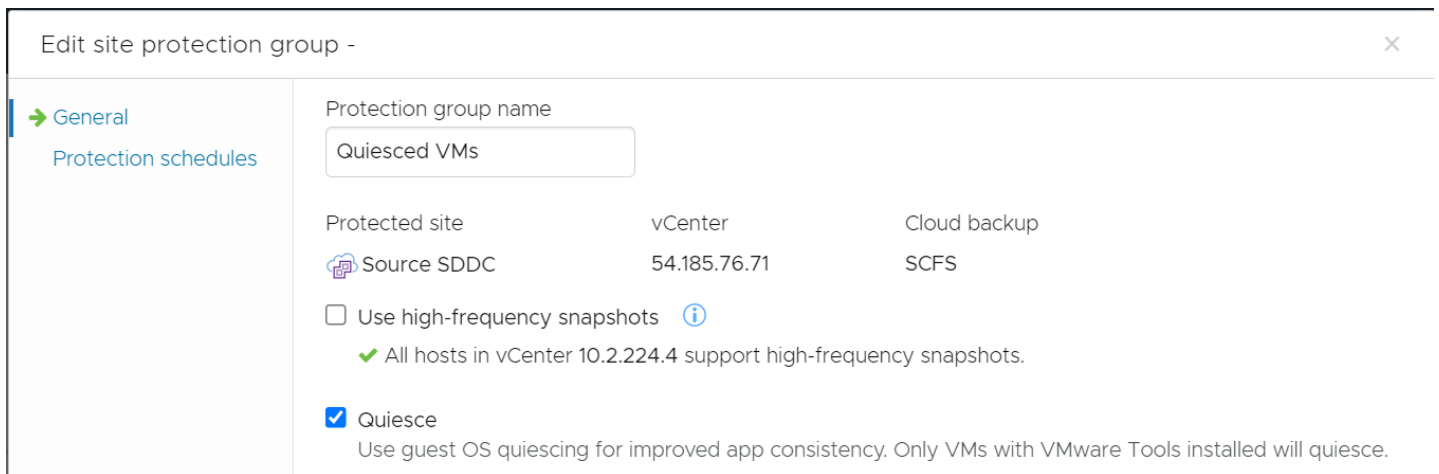 Edit site protection group -
General
Protection schedules
Protection group name
Quiesced VMs
Protected site vCenter Cloud backup
Source SDDC 54.185.76.71 SCFS
Use high-frequency snapshots
All hosts in vCenter 10.2.224.4 support high-frequency snapshots.
Quiesce
Use guest OS quiescing for improved app consistency. Only VMs with VMware Tools installed will quiesce.